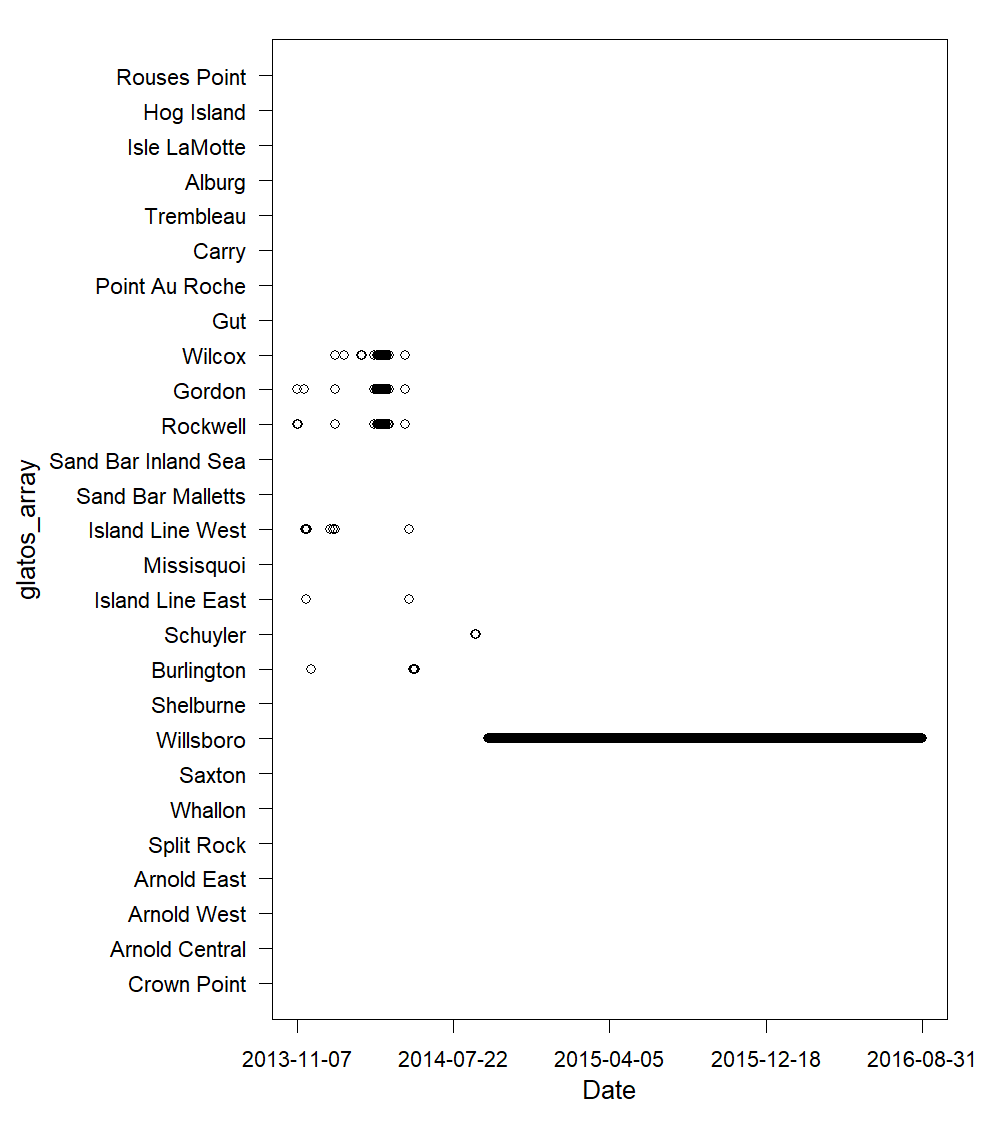 Rouses Point
Hog Island
Isle LaMotte
Alburg
Trembleau
Carry
Point Au Roche
Gut
Wilcox
Gordon
Rockwell
Sand Bar Inland Sea
Sand Bar Malletts
Island Line West
Missisquoi
Island Line East
Schuyler
Burlington
Shelburne
Willsboro
Saxton
Whallon
Split Rock
Arnold East
Arnold West
Arnold Central
Crown Point
glatos_array
2013-11-07 2014-07-22 2015-04-05 2015-12-18 2016-08-31
Date